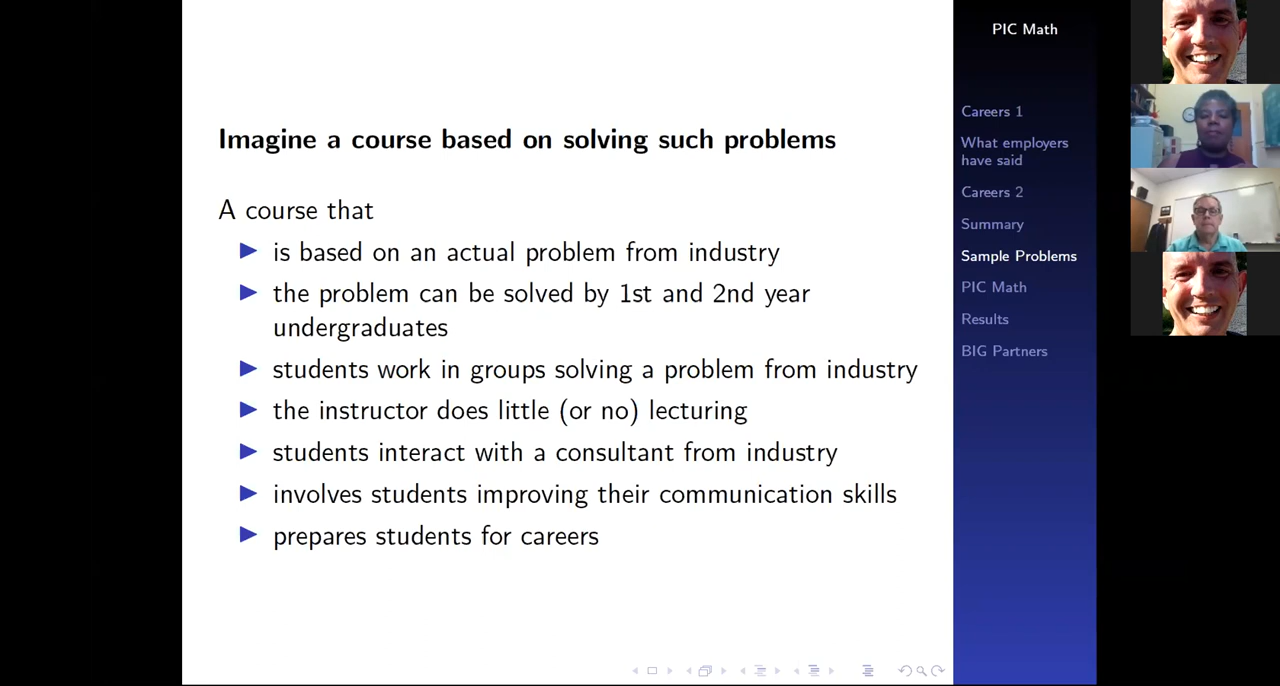 Imagine a course based on solving such problems
A course that
is based on an actual problem from industry
the problem can be solved by 1st and 2nd year
undergraduates
students work in groups solving a problem from industry
the instructor does little (or no) lecturing
students interact with a consultant from industry
involves students improving their communication skills
prepares students for careers
PIC Math
Careers 1
What employers
have said
Careers 2
Summary
Sample Problems
PIC Math
Results
BIG Partners